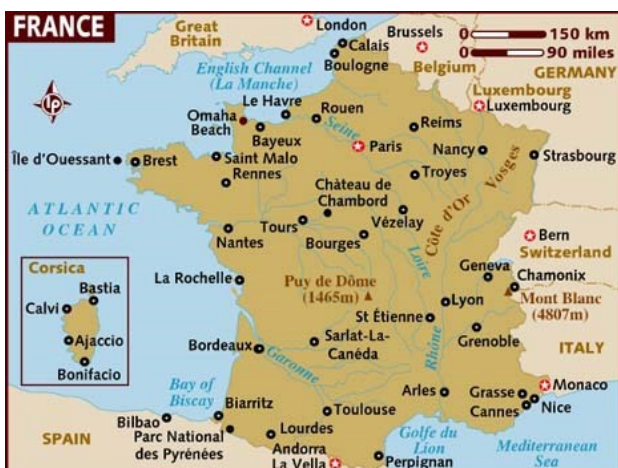 FRANCE
Great
Britain
London
Brussels
0 150 km
0 90 miles
Calais
Boulogne
Belgium
GERMANY
English Channel
(La Manche)
Luxembourg
Luxembourg
Le Havre
Rouen
Omaha
Beach
Bayeux
Seine
Reims
LP
Paris
Nancy
Vosges
Strasbourg
Île d'Ouessant
Brest
Saint Malo
Rennes
Troyes
Château de
Chambord
ATLANTIC
OCEAN
Tours
Vézelay
Côte d'Or
Nantes
Bourges
Bern
Switzerland
Loire
Corsica
Bastia
Calvi
Ajaccio
Bonifacio
La Rochelle
Puy de Dôme
(1465m)
Geneva
Chamonix
Lyon
Mont Blanc
(4807m)
St Étienne
Grenoble
Bordeaux
Sarlat-La-
Canéda
Garonne
Rhône
ITALY
Bay of
Biscay
Arles
Grasse
Cannes
Monaco
Nice
Biarritz
Toulouse
Bilbao
Parc National
des Pyrénées
Lourdes
Golfe du
Lion
Mediterranean
Sea
SPAIN
Andorra
La Vella
Perpignan